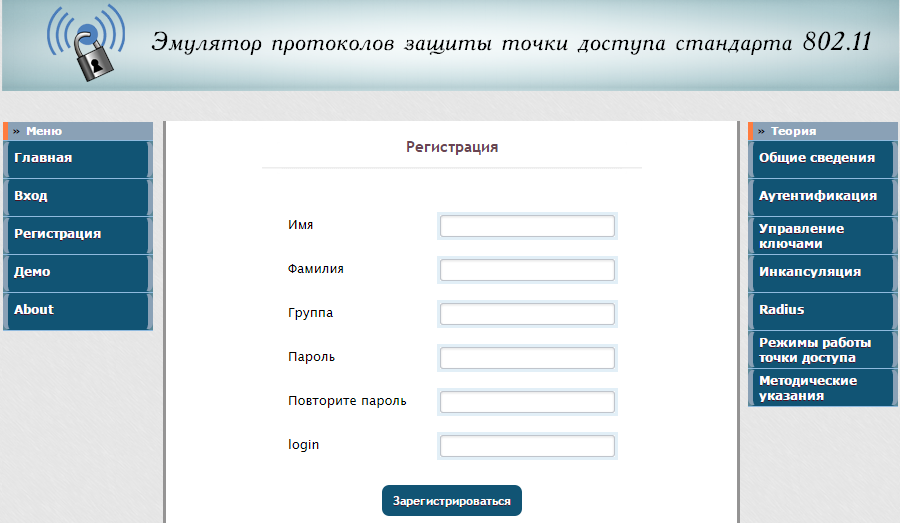 Эмулятор протоколов защиты точки доступа стандарта 802.11
» Меню
Главная
Вход
Регистрация
Демо
About
Регистрация
Имя
Фамилия
Группа
Пароль
Повторите пароль
login
Зарегистрироваться
» Теория
Общие сведения
Аутентификация
Управление
ключами
Инкапсуляция
Radius
Режимы работы
точки доступа
Методические
указания